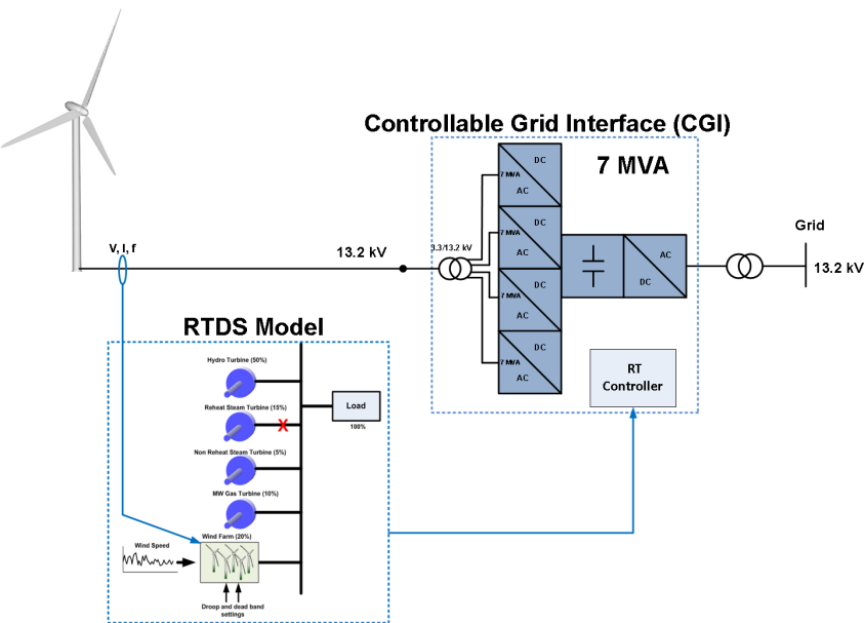 Controllable Grid Interface (CGI)
7 MVA
DC
7 MVA
AC
DC
7 MVA
AC
DC
7 MVA
AC
DC
7 MVA
AC
AC
DC
3.3/13.2 kV
13.2 kV
Grid
13.2 kV
V, I, f
RT
Controller
RTDS Model
Hydro Turbine (50%)
Reheat Steam Turbine (15%)
X
Load
100%
Non Reheat Steam Turbine (5%)
MW Gas Turbine (10%)
Wind Farm (20%)
Wind Speed
Droop and dead band
settings